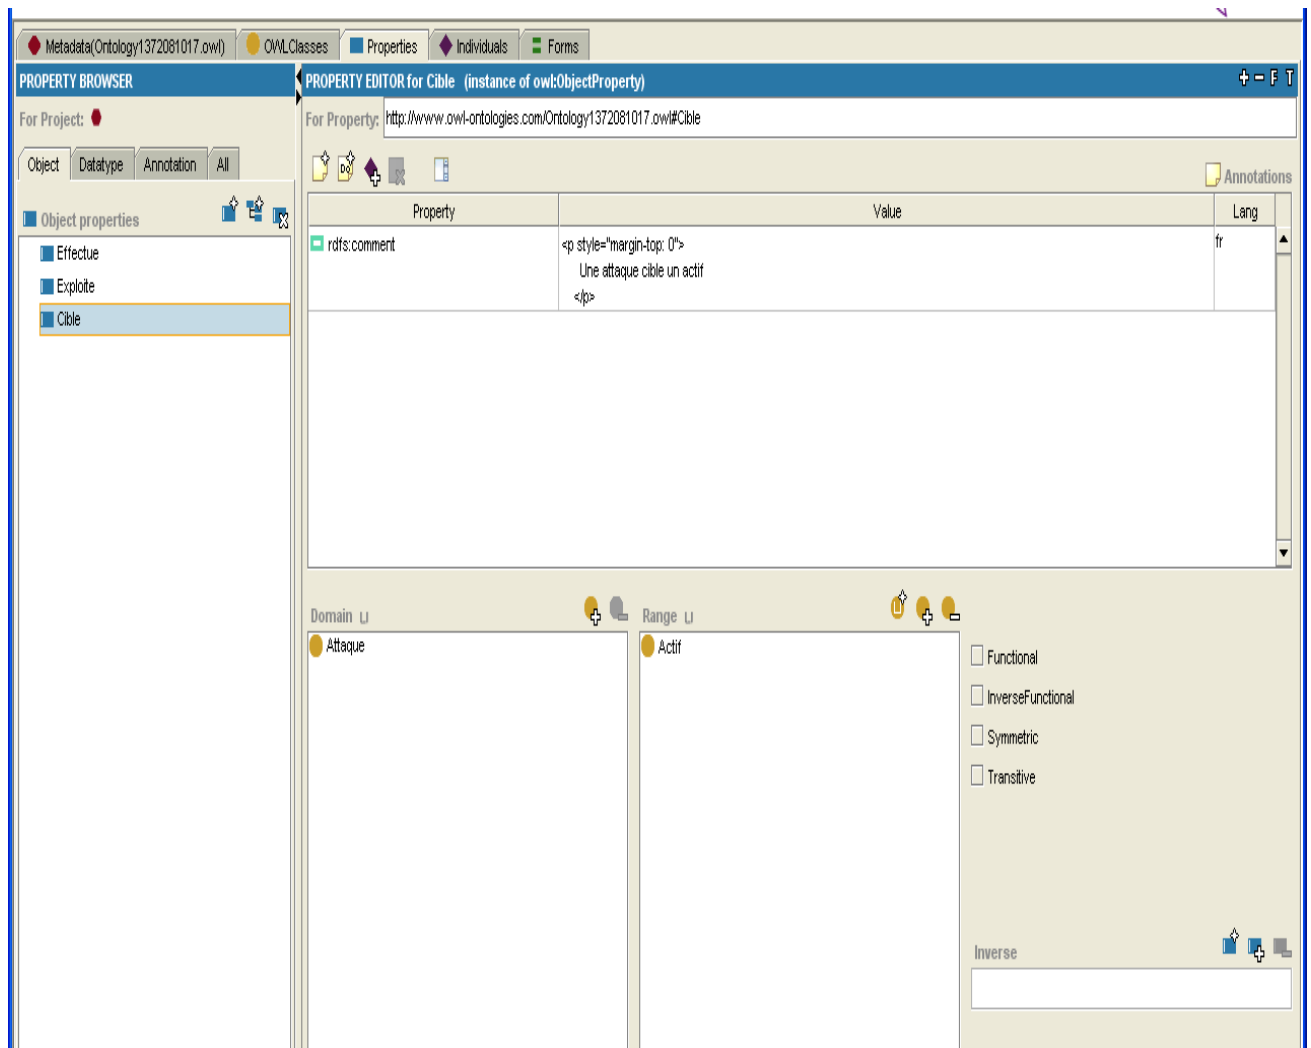 Metadata(Ontology1372081017.owl) OWLClasses Properties Individuals Forms
PROPERTY BROWSER
PROPERTY EDITOR for Cible (instance of owl:ObjectProperty)
F T
For Project:
For Property: http://www.owl-ontologies.com/Ontology1372081017.owl#Cible
Object Datatype Annotation All
Annotations
Object properties
Property Value Lang
Effectue
Exploite
Cible
rdfs:comment <p style="margin-top: 0"> fr
Une attaque cible un actif
</p>
Domain Range
Attaque
Actif
Functional
InverseFunctional
Symmetric
Transitive
Inverse